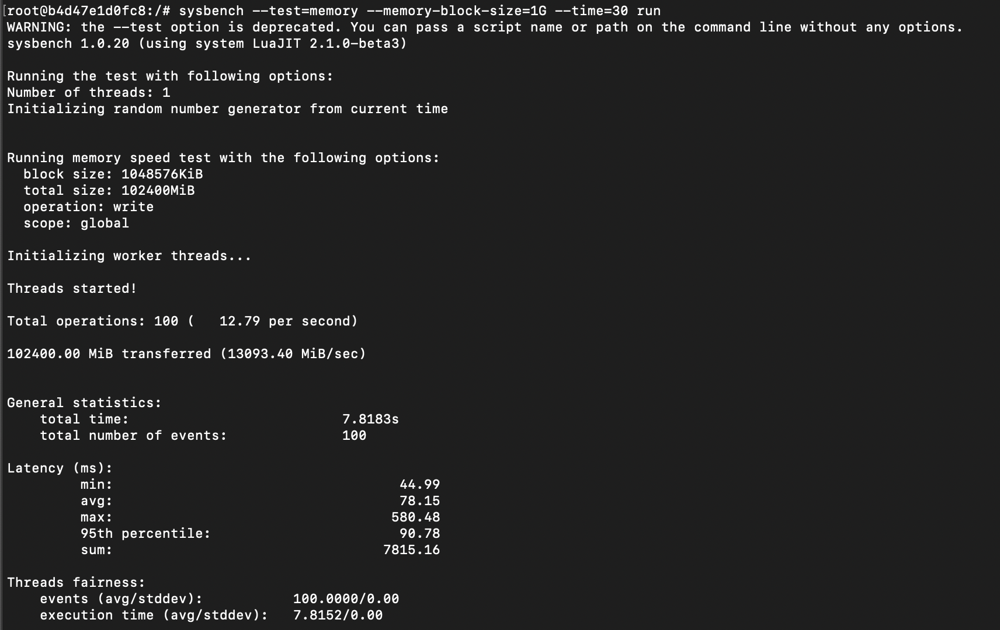 [root@b4d47e1d0fc8:/# sysbench --test=memory --memory-block-size=1G --time=30 run
WARNING: the --test option is deprecated. You can pass a script name or path on the command line without any options.
sysbench 1.0.20 (using system LuaJIT 2.1.0-beta3)
Running the test with following options:
Number of threads: 1
Initializing random number generator from current time
Running memory speed test with the following options:
block size: 1048576KiB
total size: 102400MiB
operation: write
scope: global
Initializing worker threads...
Threads started!
Total operations: 100 (   12.79 per second)
102400.00 MiB transferred (13093.40 MiB/sec)
General statistics:
total time: 7.8183s
total number of events: 100
Latency (ms):
min: 44.99
avg: 78.15
max: 580.48
95th percentile: 90.78
sum: 7815.16
Threads fairness:
events (avg/stddev): 100.0000/0.00
execution time (avg/stddev): 7.8152/0.00